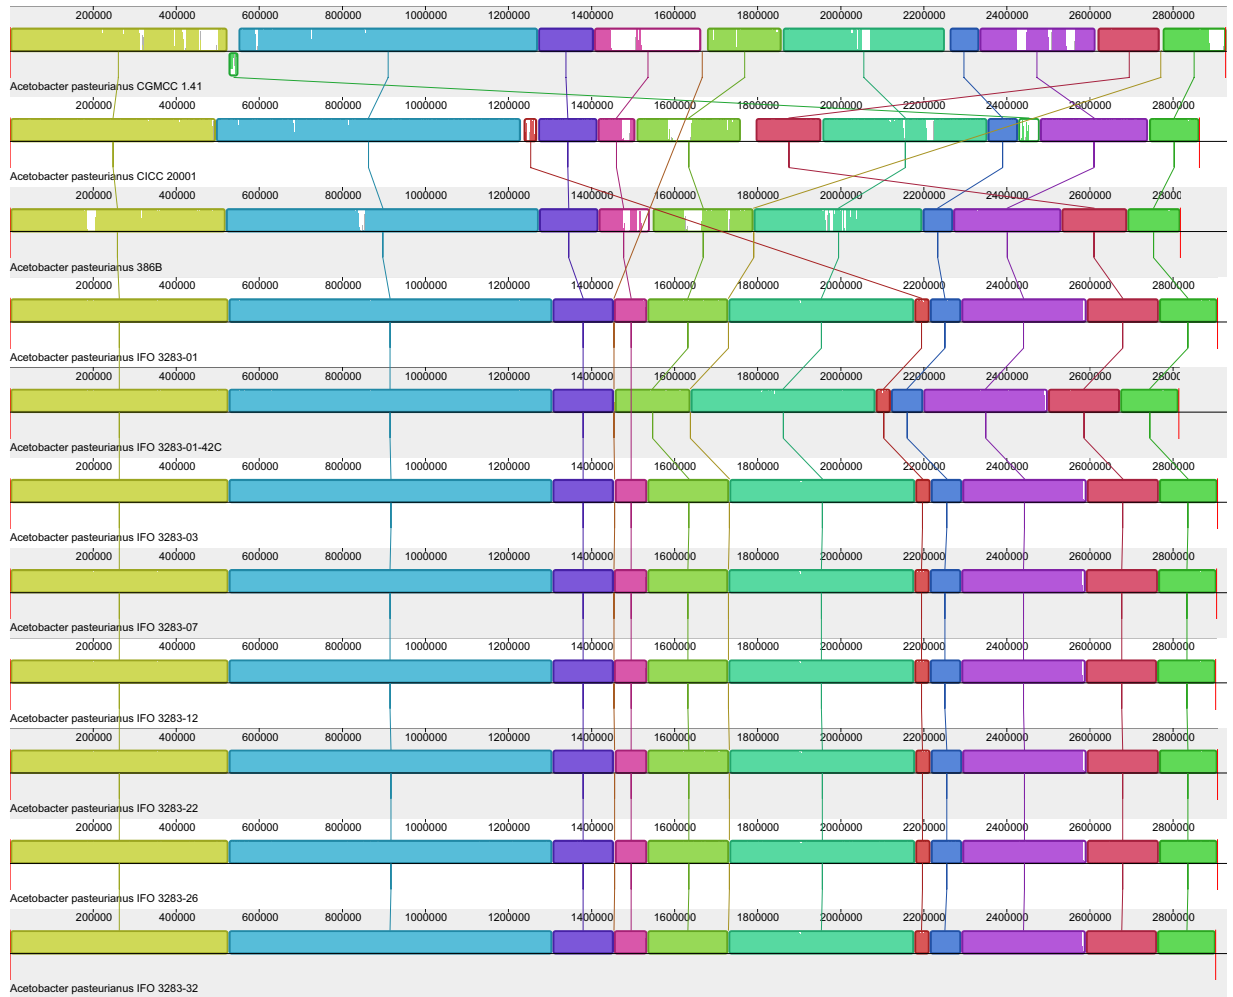 200000 400000 600000 800000 1000000 1200000 1400000 1600000 1800000 2000000 2200000 2400000 2600000 2800000
Acetobacter pasteurianus CGMCC 1.41
200000 400000 600000 800000 1000000 1200000 1400000 1600000 1800000 2000000 2200000 2400000 2600000 2800000
Acetobacter pasteurianus CICC 20001
200000 400000 600000 800000 1000000 1200000 1400000 1600000 1800000 2000000 2200000 2400000 2600000 28000
Acetobacter pasteurianus 386B
200000 400000 600000 800000 1000000 1200000 1400000 1600000 1800000 2000000 2200000 2400000 2600000 2800000
Acetobacter pasteurianus IFO 3283-01
200000 400000 600000 800000 1000000 1200000 1400000 1600000 1800000 2000000 2200000 2400000 2600000 28000
Acetobacter pasteurianus IFO 3283-01-42C
200000 400000 600000 800000 1000000 1200000 1400000 1600000 1800000 2000000 2200000 2400000 2600000 2800000
Acetobacter pasteurianus IFO 3283-03
200000 400000 600000 800000 1000000 1200000 1400000 1600000 1800000 2000000 2200000 2400000 2600000 2800000
Acetobacter pasteurianus IFO 3283-07
200000 400000 600000 800000 1000000 1200000 1400000 1600000 1800000 2000000 2200000 2400000 2600000 2800000
Acetobacter pasteurianus IFO 3283-12
200000 400000 600000 800000 1000000 1200000 1400000 1600000 1800000 2000000 2200000 2400000 2600000 2800000
Acetobacter pasteurianus IFO 3283-22
200000 400000 600000 800000 1000000 1200000 1400000 1600000 1800000 2000000 2200000 2400000 2600000 2800000
Acetobacter pasteurianus IFO 3283-26
200000 400000 600000 800000 1000000 1200000 1400000 1600000 1800000 2000000 2200000 2400000 2600000 2800000
Acetobacter pasteurianus IFO 3283-32